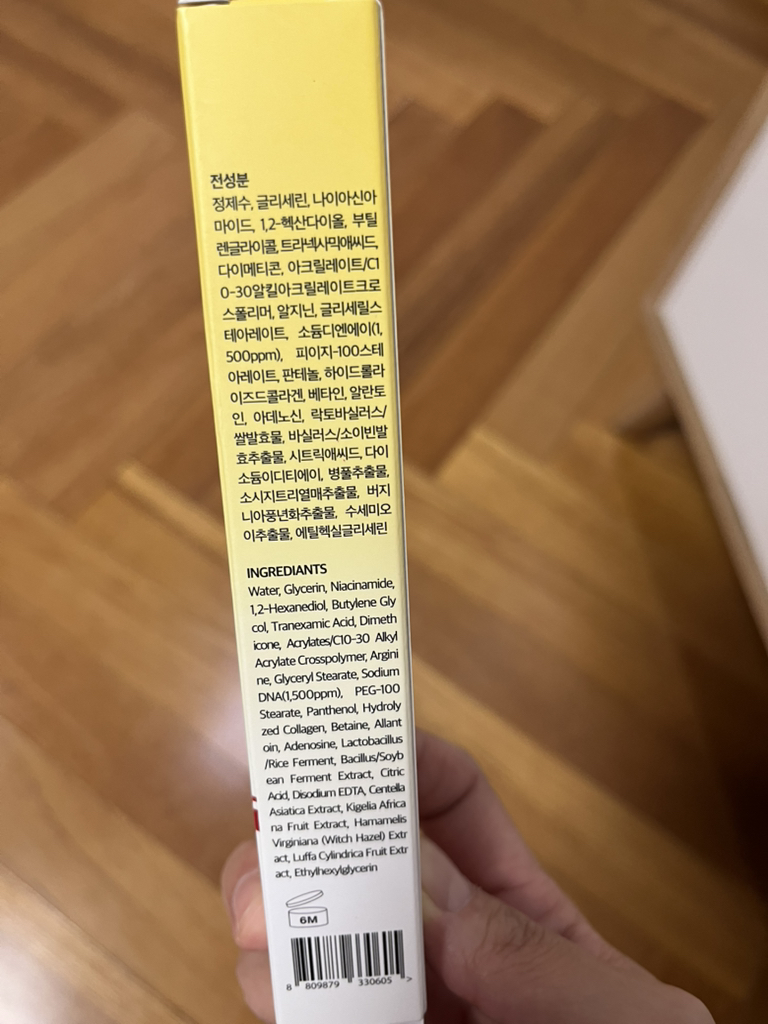 전성분
정제수, 글리세린, 나이아신아
마이드, 1,2-헥산다이올, 부틸
렌글라이콜, 트라넥사믹애씨드,
다이메티콘, 아크릴레이트/C1
0-30알킬아크릴레이트크로
스폴리머, 알지닌, 글리세릴스
테아레이트, 소듐디엔에이(1,
500ppm), 피이지-100스테
아레이트, 판테놀, 하이드롤라
이즈드콜라겐, 베타인, 알란토
인, 아데노신, 락토바실러스/
쌀발효물, 바실러스/소이빈발
효추출물, 시트릭애씨드, 다이
소듐이디티에이, 병풀추출물,
소시지트리열매추출물, 버지
니아풍년화추출물, 수세미오
이추출물, 에틸헥실글리세린
INGREDIANTS
Water, Glycerin, Niacinamide,
1,2-Hexanediol, Butylene Gly
col, Tranexamic Acid, Dimeth
icone, Acrylates/C10-30 Alkyl
Acrylate Crosspolymer, Argini
ne, Glyceryl Stearate, Sodium
DNA(1,500ppm), PEG-100
Stearate, Panthenol, Hydroly
zed Collagen, Betaine, Allant
oin, Adenosine, Lactobacillus
/Rice Ferment, Bacillus/Soyb
ean Ferment Extract, Citric
Acid, Disodium EDTA, Centella
Asiatica Extract, Kigelia Africa
na Fruit Extract, Hamamelis
Virginiana (Witch Hazel) Extr
act, Luffa Cylindrica Fruit Extr
act, Ethylhexylglycerin
6M
8 809879 330605 >